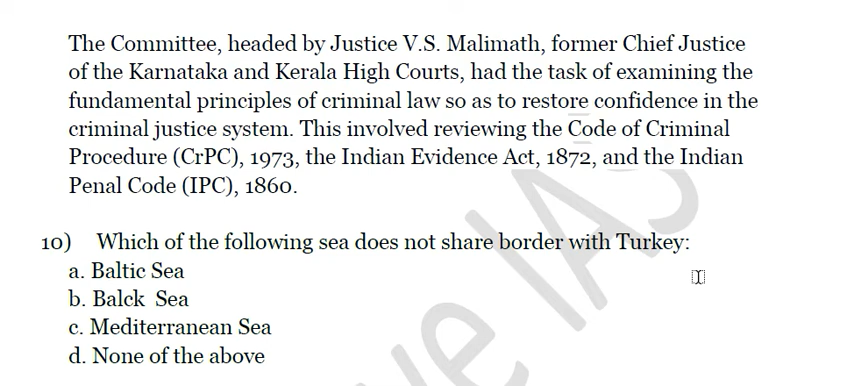 The Committee, headed by Justice V.S. Malimath, former Chief Justice
of the Karnataka and Kerala High Courts, had the task of examining the
fundamental principles of criminal law so as to restore confidence in the
criminal justice system. This involved reviewing the Code of Criminal
Procedure (CrPC), 1973, the Indian Evidence Act, 1872, and the Indian
Penal Code (IPC), 1860.
10) Which of the following sea does not share border with Turkey:
a. Baltic Sea
b. Balck Sea
c. Mediterranean Sea
d. None of the above